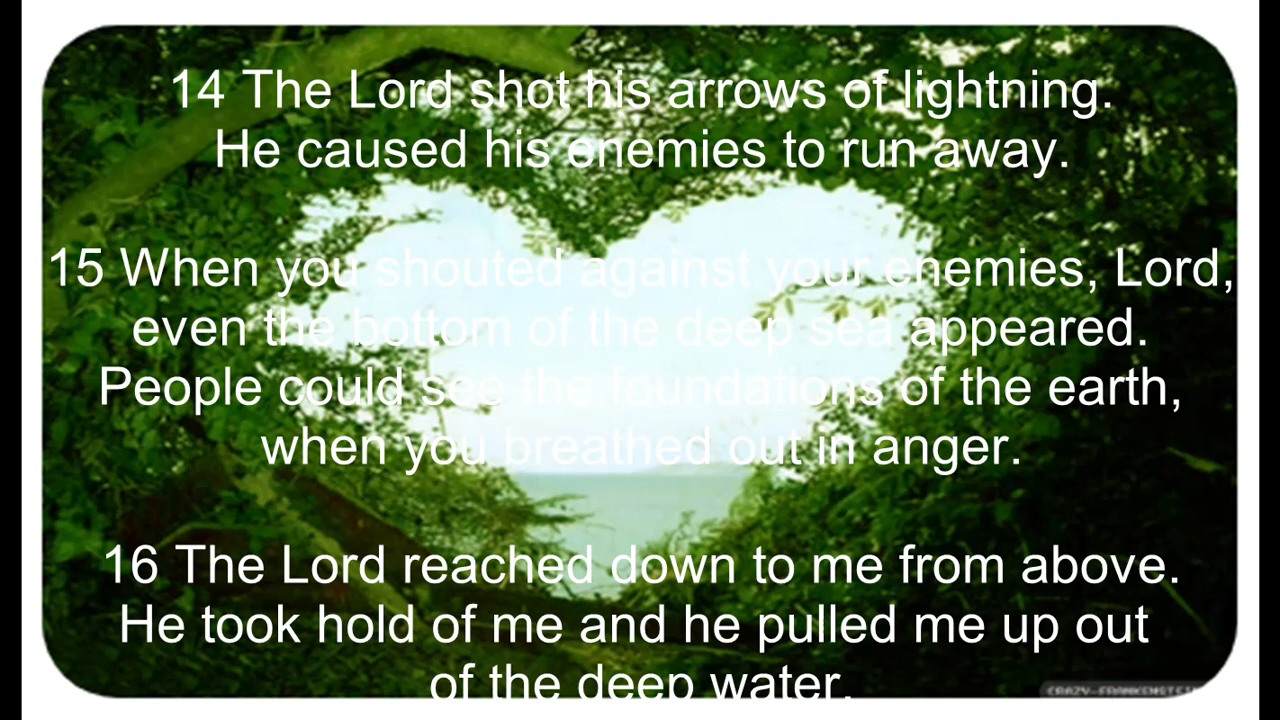 14 The Lord shot his arrows of lightning.
He caused his enemies to run away.
15 When you shouted against your enemies, Lord,
even the bottom of the deep sea appeared.
People could see the foundations of the earth,
when you breathed out in anger.
16 The Lord reached down to me from above.
He took hold of me and he pulled me up out
of the deep water.